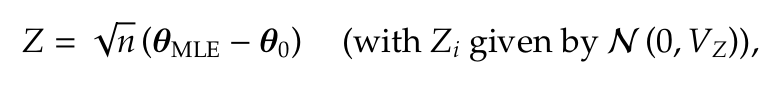 Z = √n (θ_MLE − θ_0) (with Z_i given by 𝒩 (0, V_Z)),